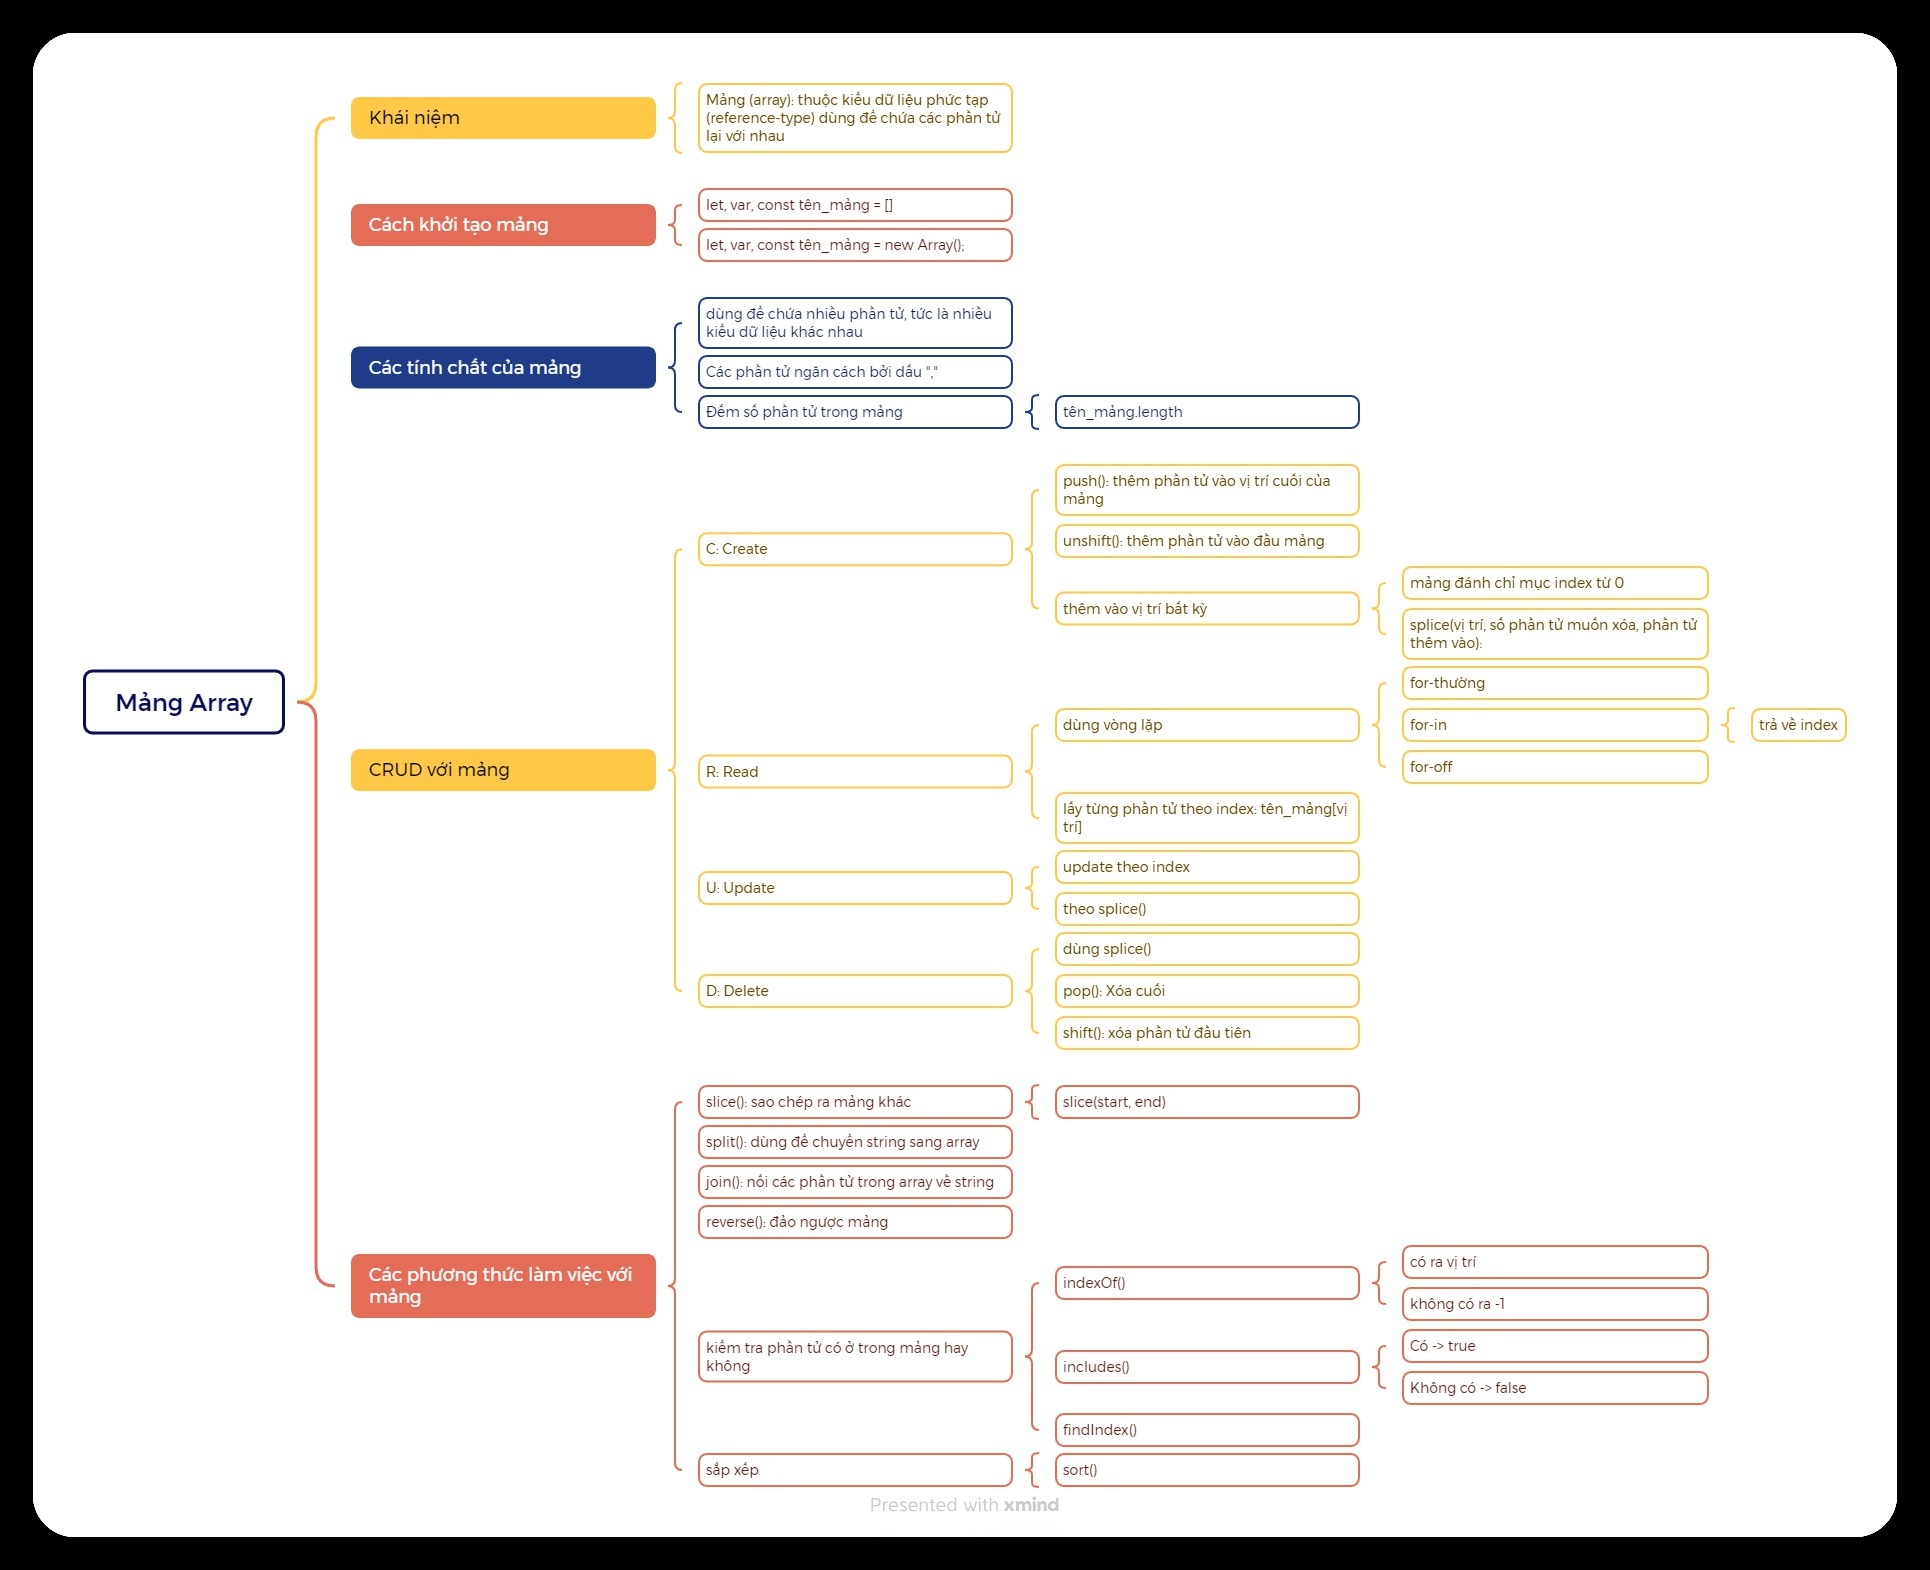 Mảng Array
Khái niệm
Mảng (array): thuộc kiểu dữ liệu phức tạp
(reference-type) dùng để chứa các phần tử
lại với nhau
Cách khởi tạo mảng
let, var, const tên_mảng = []
let, var, const tên_mảng = new Array();
Các tính chất của mảng
dùng để chứa nhiều phần tử, tức là nhiều
kiểu dữ liệu khác nhau
Các phần tử ngăn cách bởi dấu ","
Đếm số phần tử trong mảng
tên_mảng.length
CRUD với mảng
C: Create
push(): thêm phần tử vào vị trí cuối của
mảng
unshift(): thêm phần tử vào đầu mảng
thêm vào vị trí bất kỳ
mảng đánh chỉ mục index từ 0
splice(vị trí, số phần tử muốn xóa, phần tử
thêm vào):
R: Read
dùng vòng lặp
for-thường
for-in
trả về index
for-off
lấy từng phần tử theo index: tên_mảng[vị
trí]
U: Update
update theo index
theo splice()
D: Delete
dùng splice()
pop(): Xóa cuối
shift(): xóa phần tử đầu tiên
Các phương thức làm việc với
mảng
slice(): sao chép ra mảng khác
slice(start, end)
split(): dùng để chuyển string sang array
join(): nối các phần tử trong array về string
reverse(): đảo ngược mảng
kiểm tra phần tử có ở trong mảng hay
không
indexOf()
có ra vị trí
không có ra -1
includes()
Có -> true
Không có -> false
findIndex()
sắp xếp
sort()
Presented with xmind